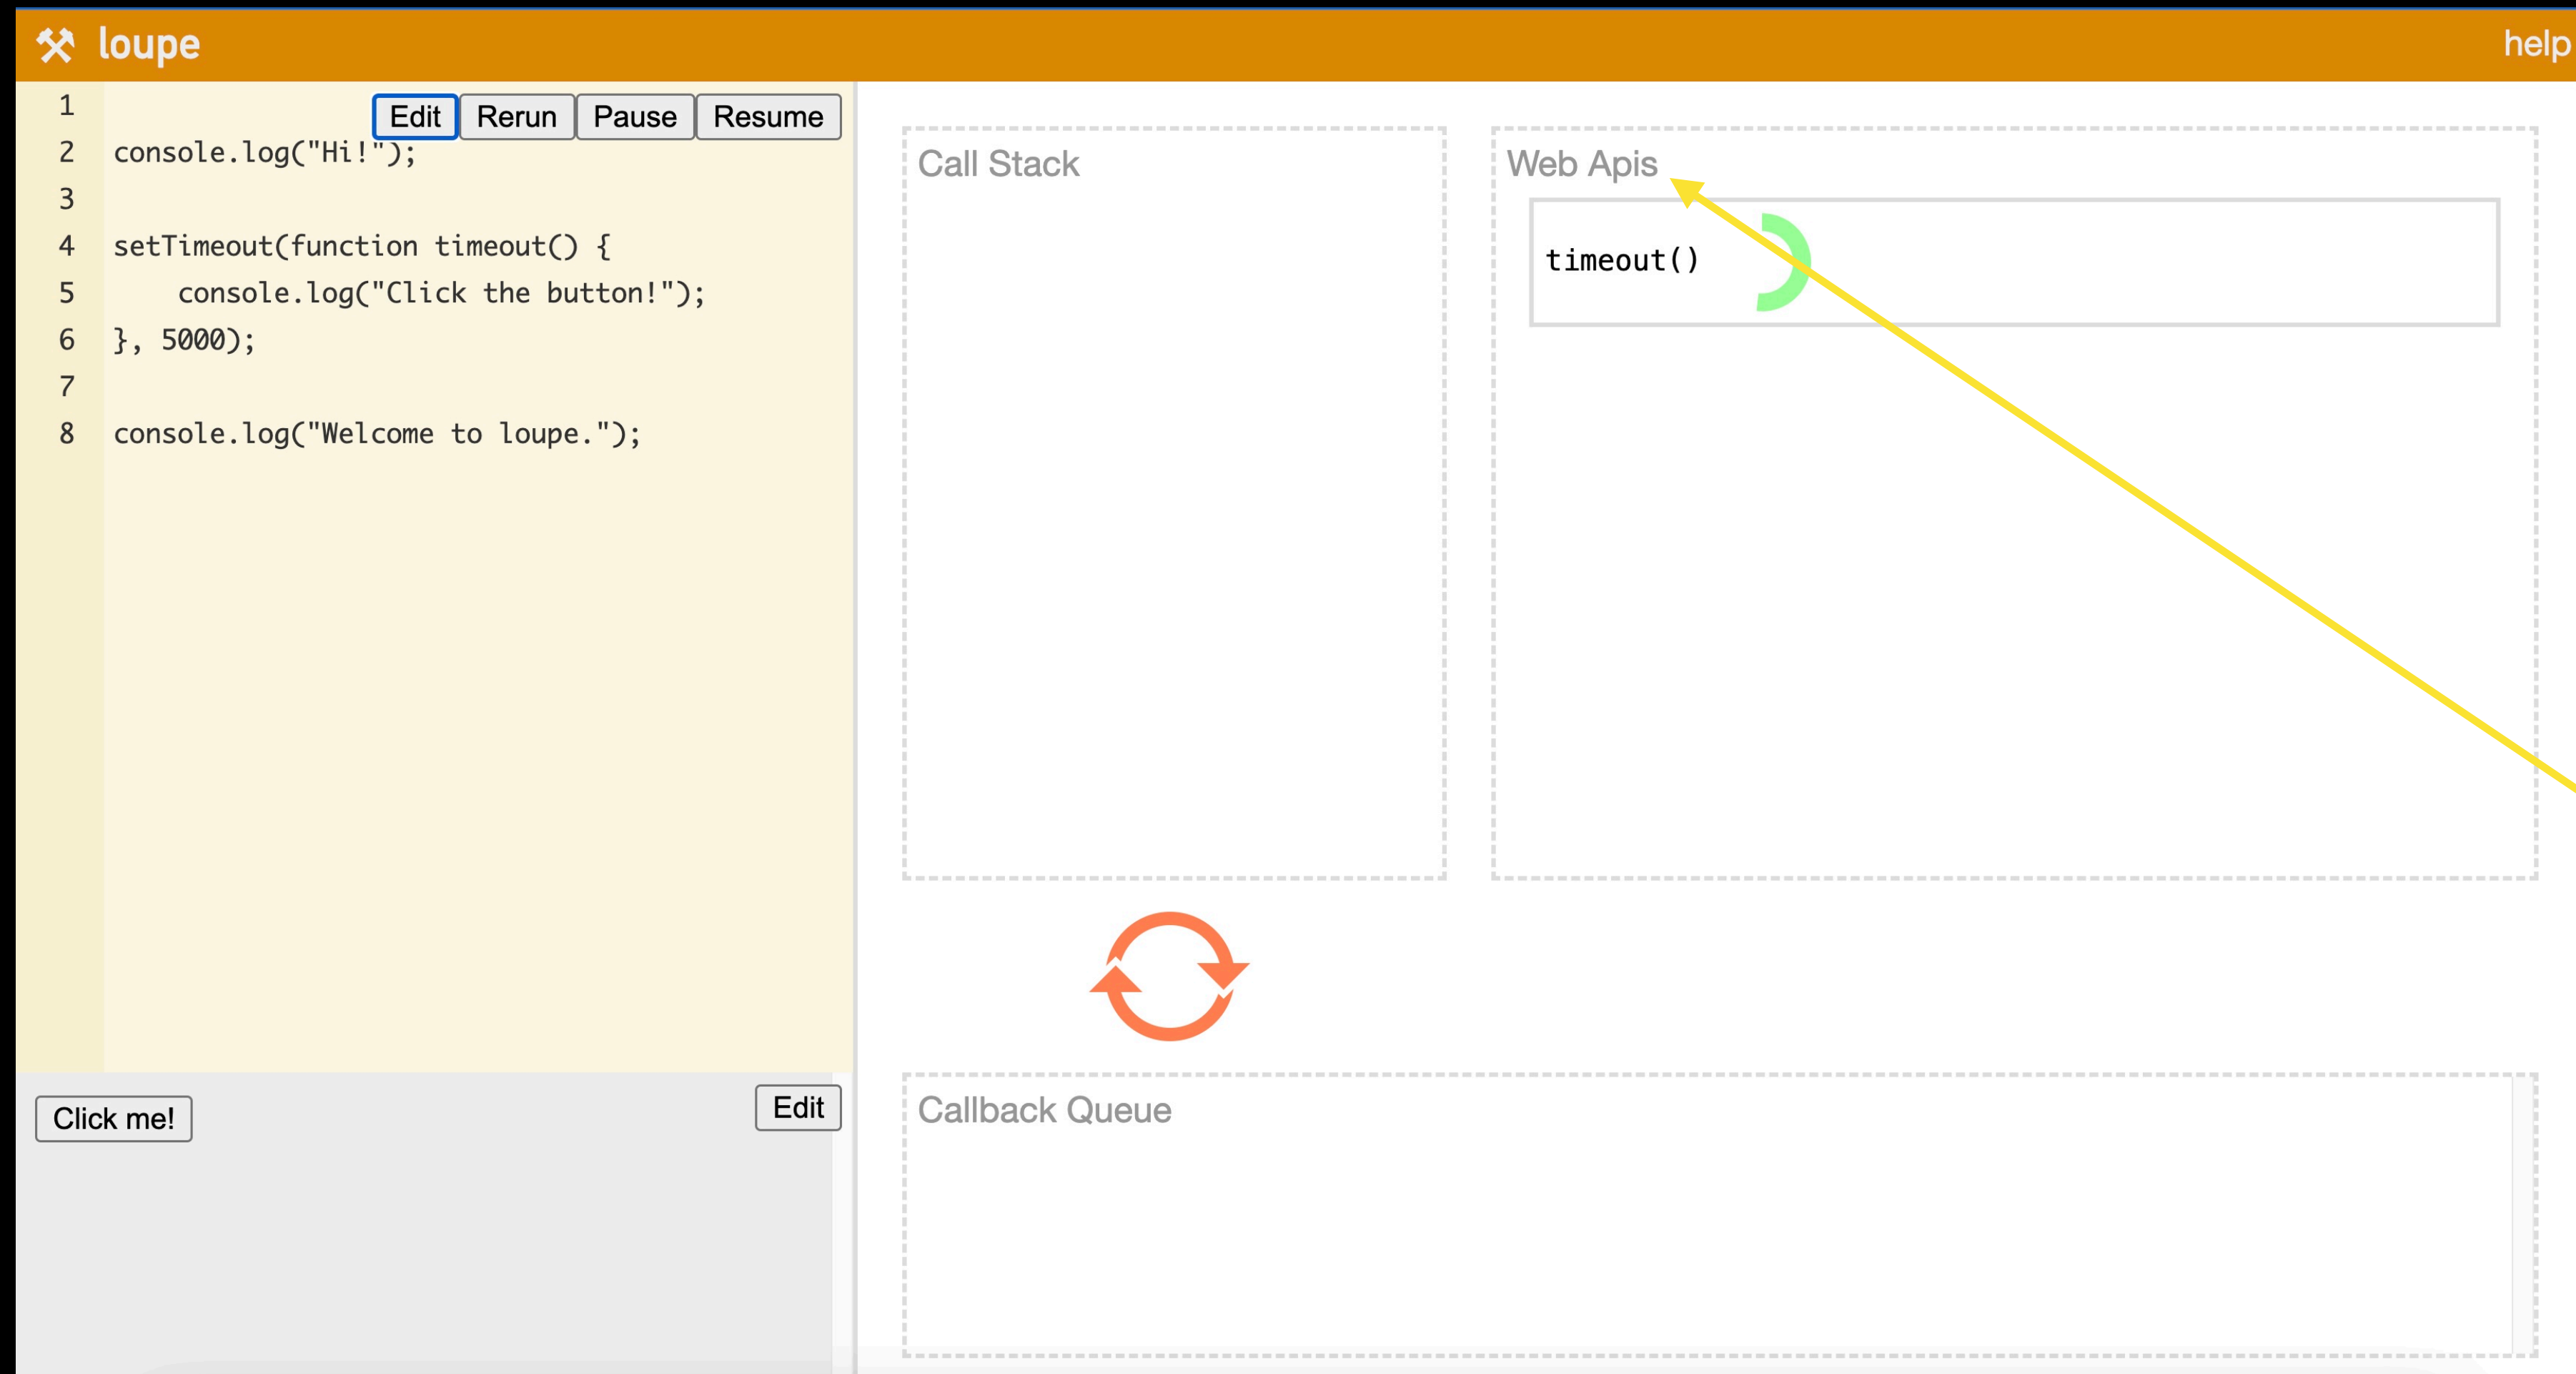 loupe
help
Edit Rerun Pause Resume
1
2 console.log("Hi!");
3
4 setTimeout(function timeout() {
5 console.log("Click the button!");
6 }, 5000);
7
8 console.log("Welcome to loupe.");
Click me!
Edit
Call Stack
Web Apis
timeout()
Callback Queue